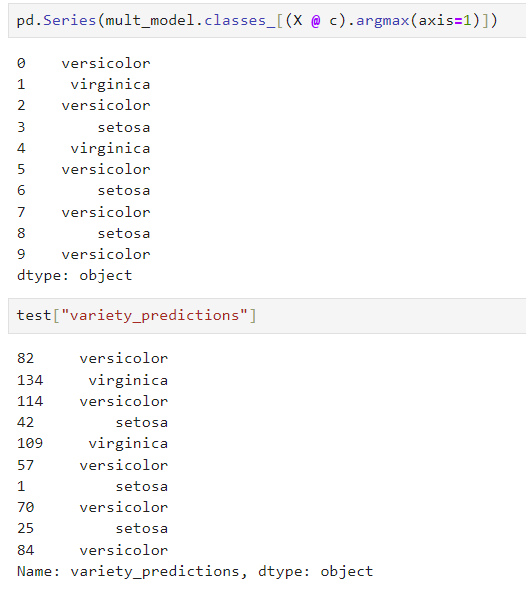 pd.Series(mult_model.classes_[(X @ c).argmax(axis=1)])
0    versicolor
1     virginica
2    versicolor
3        setosa
4     virginica
5    versicolor
6        setosa
7    versicolor
8        setosa
9    versicolor
dtype: object
test["variety_predictions"]
82     versicolor
134     virginica
114    versicolor
42         setosa
109     virginica
57     versicolor
1          setosa
70     versicolor
25         setosa
84     versicolor
Name: variety_predictions, dtype: object